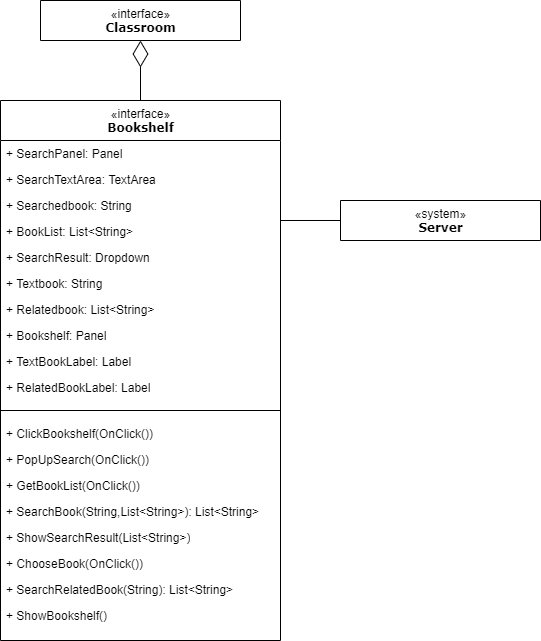 «interface»
Classroom
«interface»
Bookshelf
+ SearchPanel: Panel
+ SearchTextArea: TextArea
+ Searchedbook: String
+ BookList: List<String>
+ SearchResult: Dropdown
+ Textbook: String
+ Relatedbook: List<String>
+ Bookshelf: Panel
+ TextBookLabel: Label
+ RelatedBookLabel: Label
+ ClickBookshelf(OnClick())
+ PopUpSearch(OnClick())
+ GetBookList(OnClick())
+ SearchBook(String,List<String>): List<String>
+ ShowSearchResult(List<String>)
+ ChooseBook(OnClick())
+ SearchRelatedBook(String): List<String>
+ ShowBookshelf()
«system»
Server